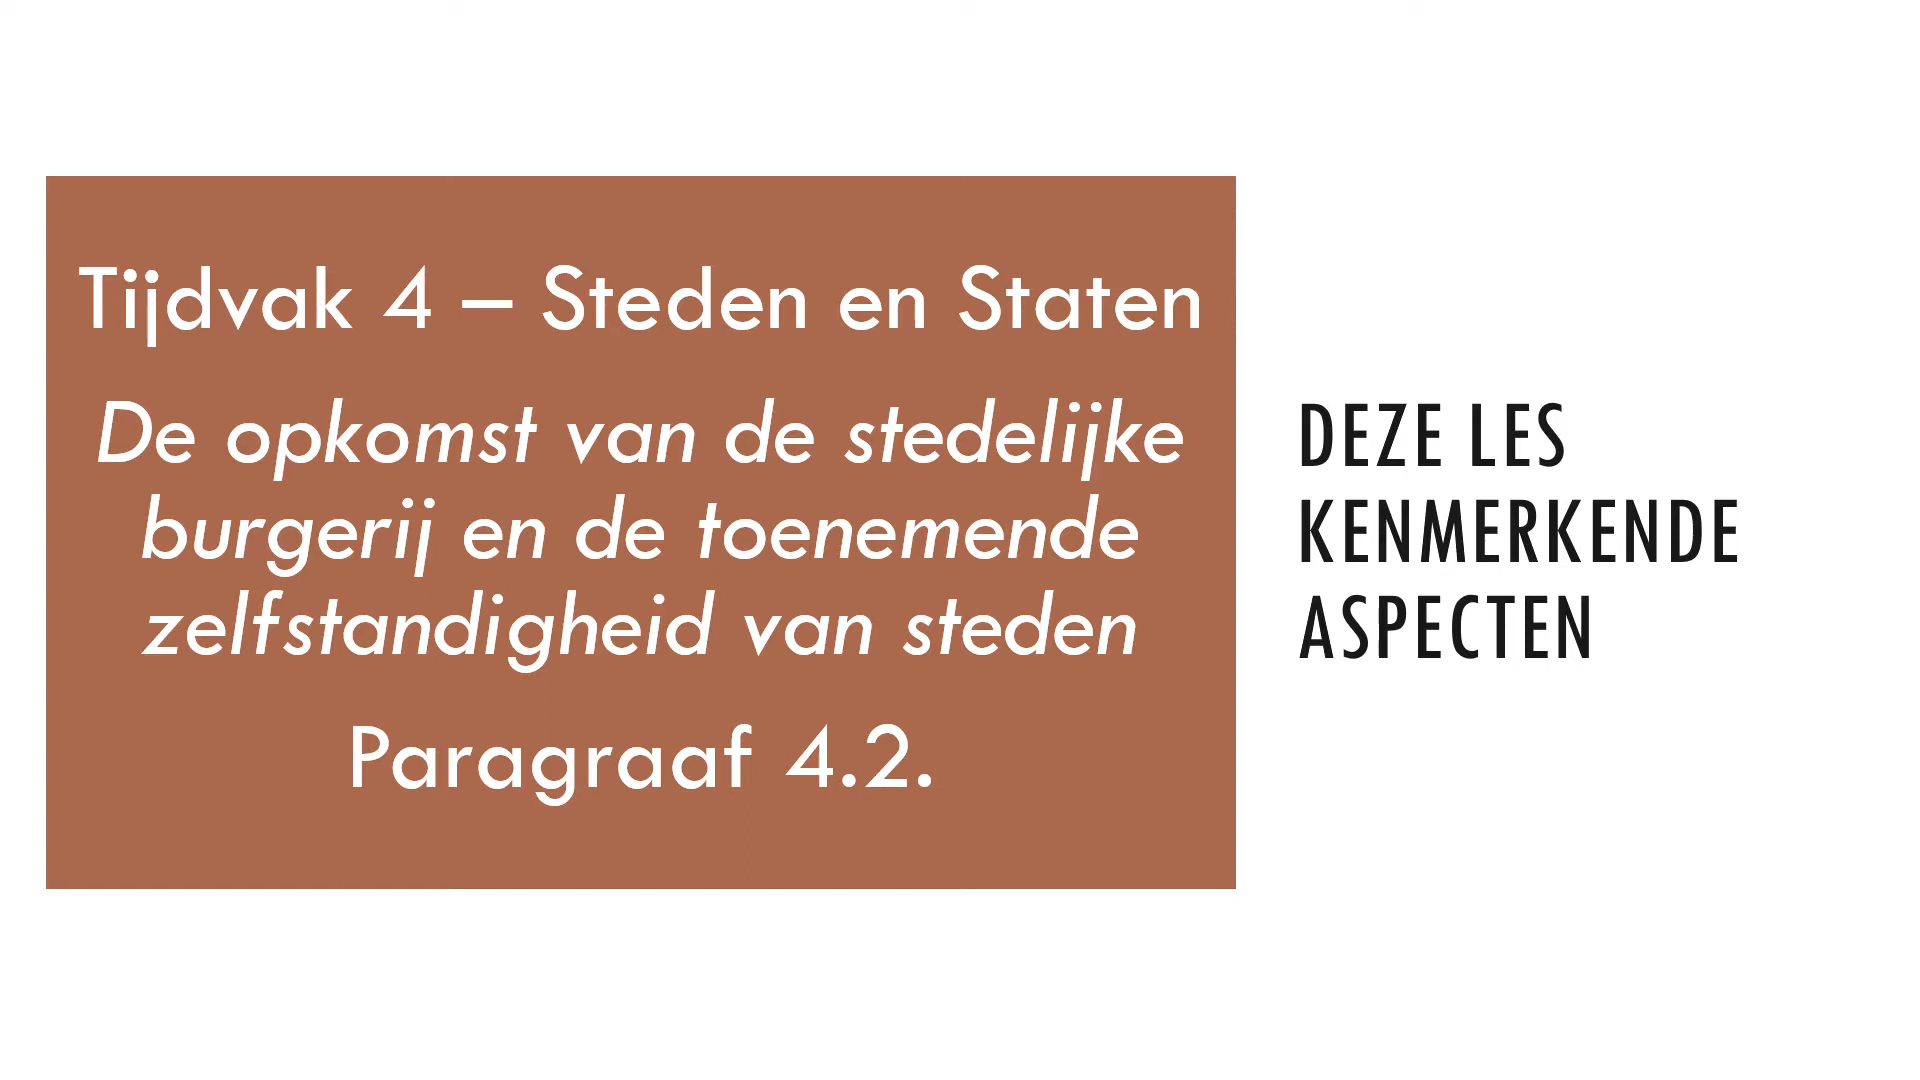 Tijdvak 4 – Steden en Staten
De opkomst van de stedelijke
burgerij en de toenemende
zelfstandigheid van steden
Paragraaf 4.2.
DEZE LES
KENMERKENDE
ASPECTEN